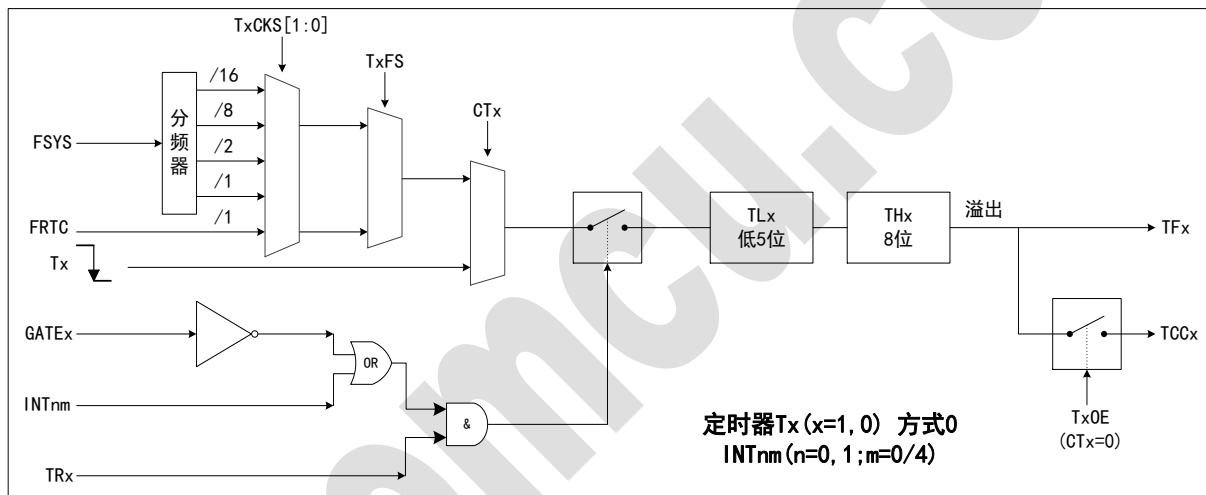 TxCKS[1:0]
TxFS
CTx
/16
/8
/2
/1
/1
分频器
FSYS
FRTC
Tx
TLx
低5位
THx
8位
溢出
TFx
TCCx
TxOE
(CTx=0)
GATEx
OR
INTnm
&
TRx
定时器Tx(x=1,0) 方式0
INTnm(n=0,1;m=0/4)
mcu.co